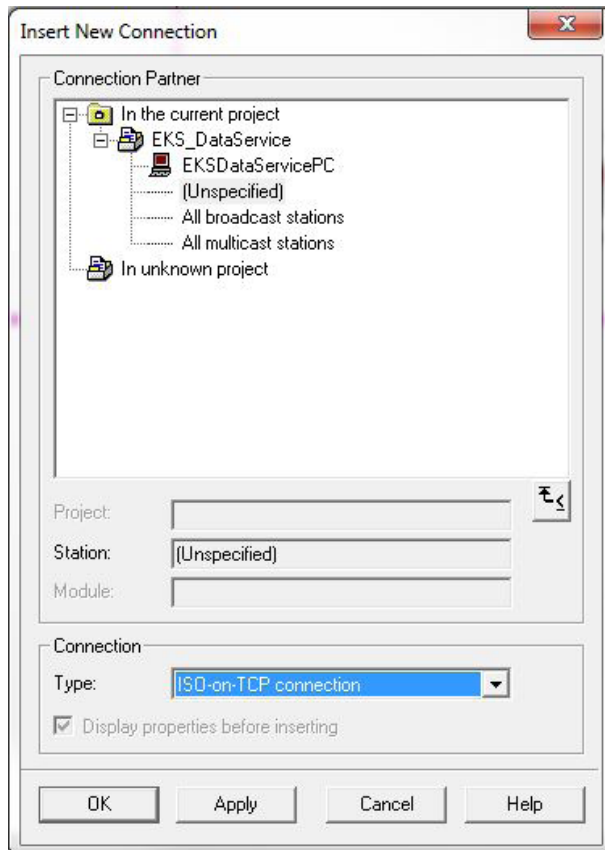 Insert New Connection
Connection Partner
In the current project
EKS_DataService
EKSDataServicePC
(Unspecified)
All broadcast stations
All multicast stations
In unknown project
Project:
Station: (Unspecified)
Module:
Connection
Type: ISO-on-TCP connection
Display properties before inserting
OK Apply Cancel Help